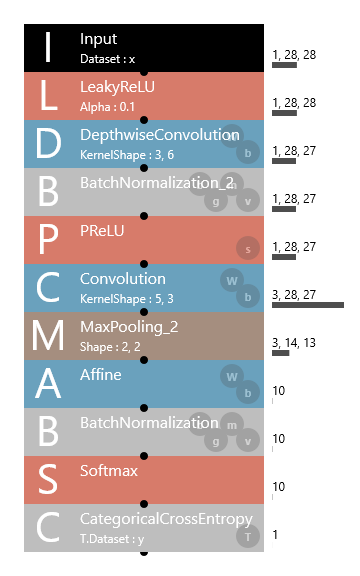 I Input
Dataset : x
1, 28, 28
L LeakyReLU
Alpha : 0.1
1, 28, 28
D DepthwiseConvolution W
KernelShape : 3, 6 b
1, 28, 27
B BatchNormalization_2 m
g v
1, 28, 27
P PReLU
s
1, 28, 27
C Convolution W
KernelShape : 5, 3 b
3, 28, 27
M MaxPooling_2
Shape : 2, 2
3, 14, 13
A Affine W
b
10
B BatchNormalization m
g v
10
S Softmax
10
C CategoricalCrossEntropy
T.Dataset : y T
1